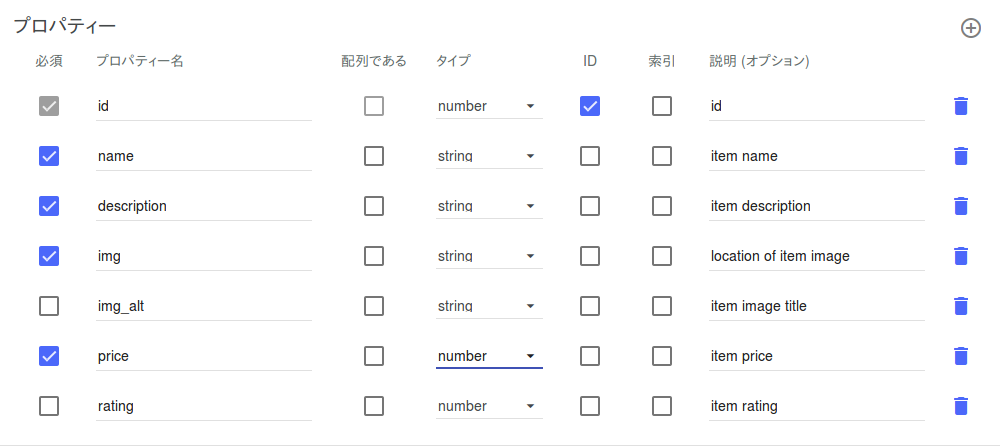 プロパティー
必須 プロパティー名 配列である タイプ ID 索引 説明 (オプション)
id number id
name string item name
description string item description
img string location of item image
img_alt string item image title
price number item price
rating number item rating